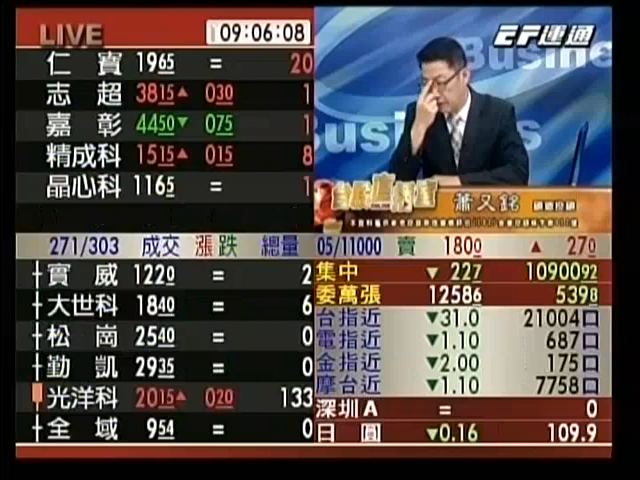 LIVE 09:06:08
仁寶 1965 = 20
志超 3815▲ 030 1
嘉彰 4450▼ 075 1
精成科 1515▲ 015 8
晶心科 1165 = 1
271/303 成交 漲跌 總量
實威 1220 = 2
大世科 1840 = 6
松崗 2540 = 0
勤凱 2935 = 0
光洋科 2015▲ 020 133
全域 954 = 0
EF運通
Business
Business
蕭又銘
05/11000 賣 1800 ▲ 270
集中 ▼ 227 1090092
委萬張 12586 5398
台指近 ▼31.0 21004口
電指近 ▼1.10 687口
金指近 ▼2.00 175口
摩台近 ▼1.10 7758口
深圳A = 0
日圓 ▼0.16 109.9